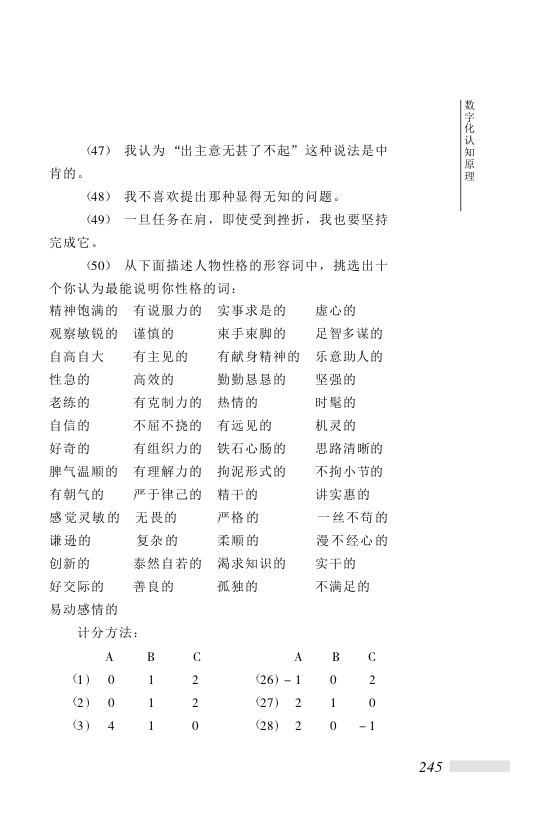 数字化认知原理
（47） 我认为“出主意无甚了不起”这种说法是中
肯的。
（48） 我不喜欢提出那种显得无知的问题。
（49） 一旦任务在肩，即使受到挫折，我也要坚持
完成它。
（50） 从下面描述人物性格的形容词中，挑选出十
个你认为最能说明你性格的词：
精神饱满的 有说服力的 实事求是的 虚心的
观察敏锐的 谨慎的 束手束脚的 足智多谋的
自高自大 有主见的 有献身精神的 乐意助人的
性急的 高效的 勤勤恳恳的 坚强的
老练的 有克制力的 热情的 时髦的
自信的 不屈不挠的 有远见的 机灵的
好奇的 有组织力的 铁石心肠的 思路清晰的
脾气温顺的 有理解力的 拘泥形式的 不拘小节的
有朝气的 严于律己的 精干的 讲实惠的
感觉灵敏的 无畏的 严格的 一丝不苟的
谦逊的 复杂的 柔顺的 漫不经心的
创新的 泰然自若的 渴求知识的 实干的
好交际的 善良的 孤独的 不满足的
易动感情的
计分方法：
A B C A B C
（1） 0 1 2 （26）－1 0 2
（2） 0 1 2 （27） 2 1 0
（3） 4 1 0 （28） 2 0 －1
245